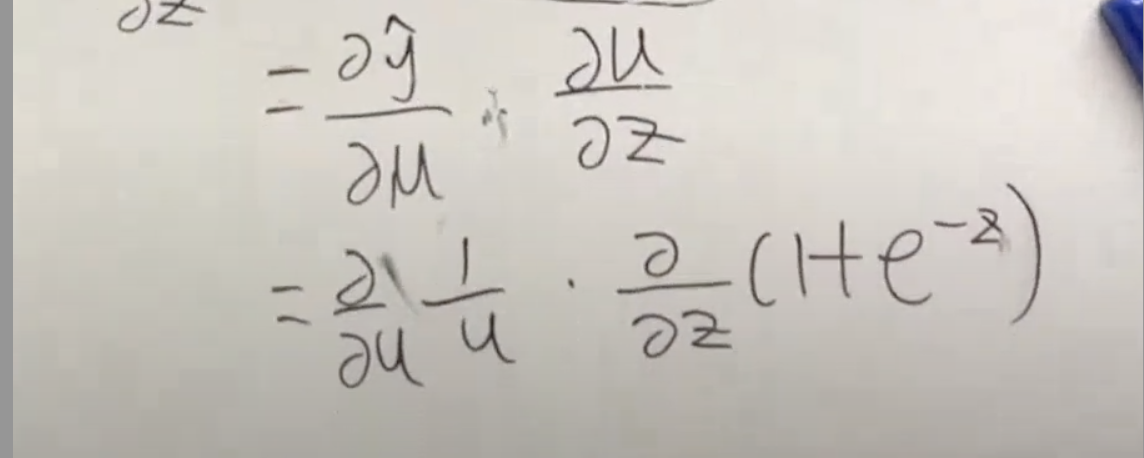 ∂z
= ∂ŷ/∂u · ∂u/∂z
= ∂/∂u 1/u · ∂/∂z (1+e^{-z})